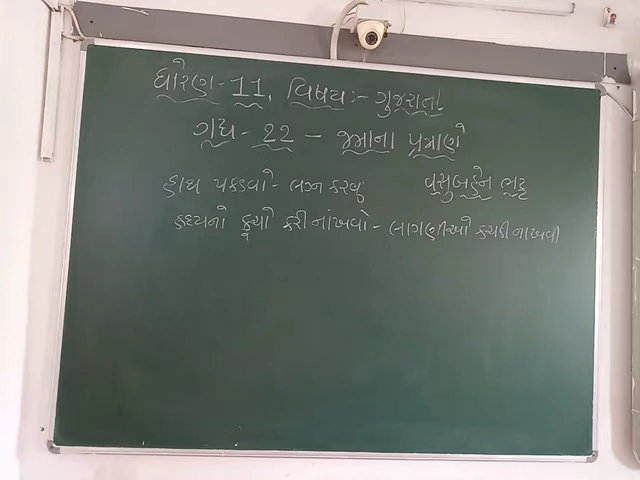 ધોરણ-11, વિષય:- ગુજરાતી
ગદ્ય-22 - જમાના પ્રમાણે
હાથ પકડવો - લગ્ન કરવું વસુબહેન ભટ્ટ
હૃદયનો કૂચો કરી નાંખવો - લાગણીઓ કચડી નાખવી